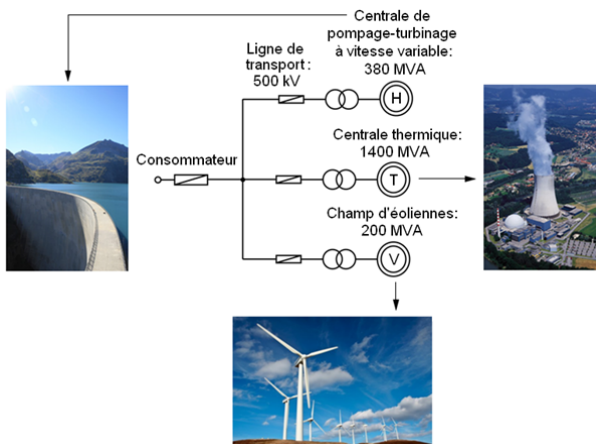 Centrale de
pompage-turbinage
à vitesse variable:
380 MVA
Ligne de
transport:
500 kV
H
Centrale thermique:
1400 MVA
Consommateur
T
Champ d'éoliennes:
200 MVA
V